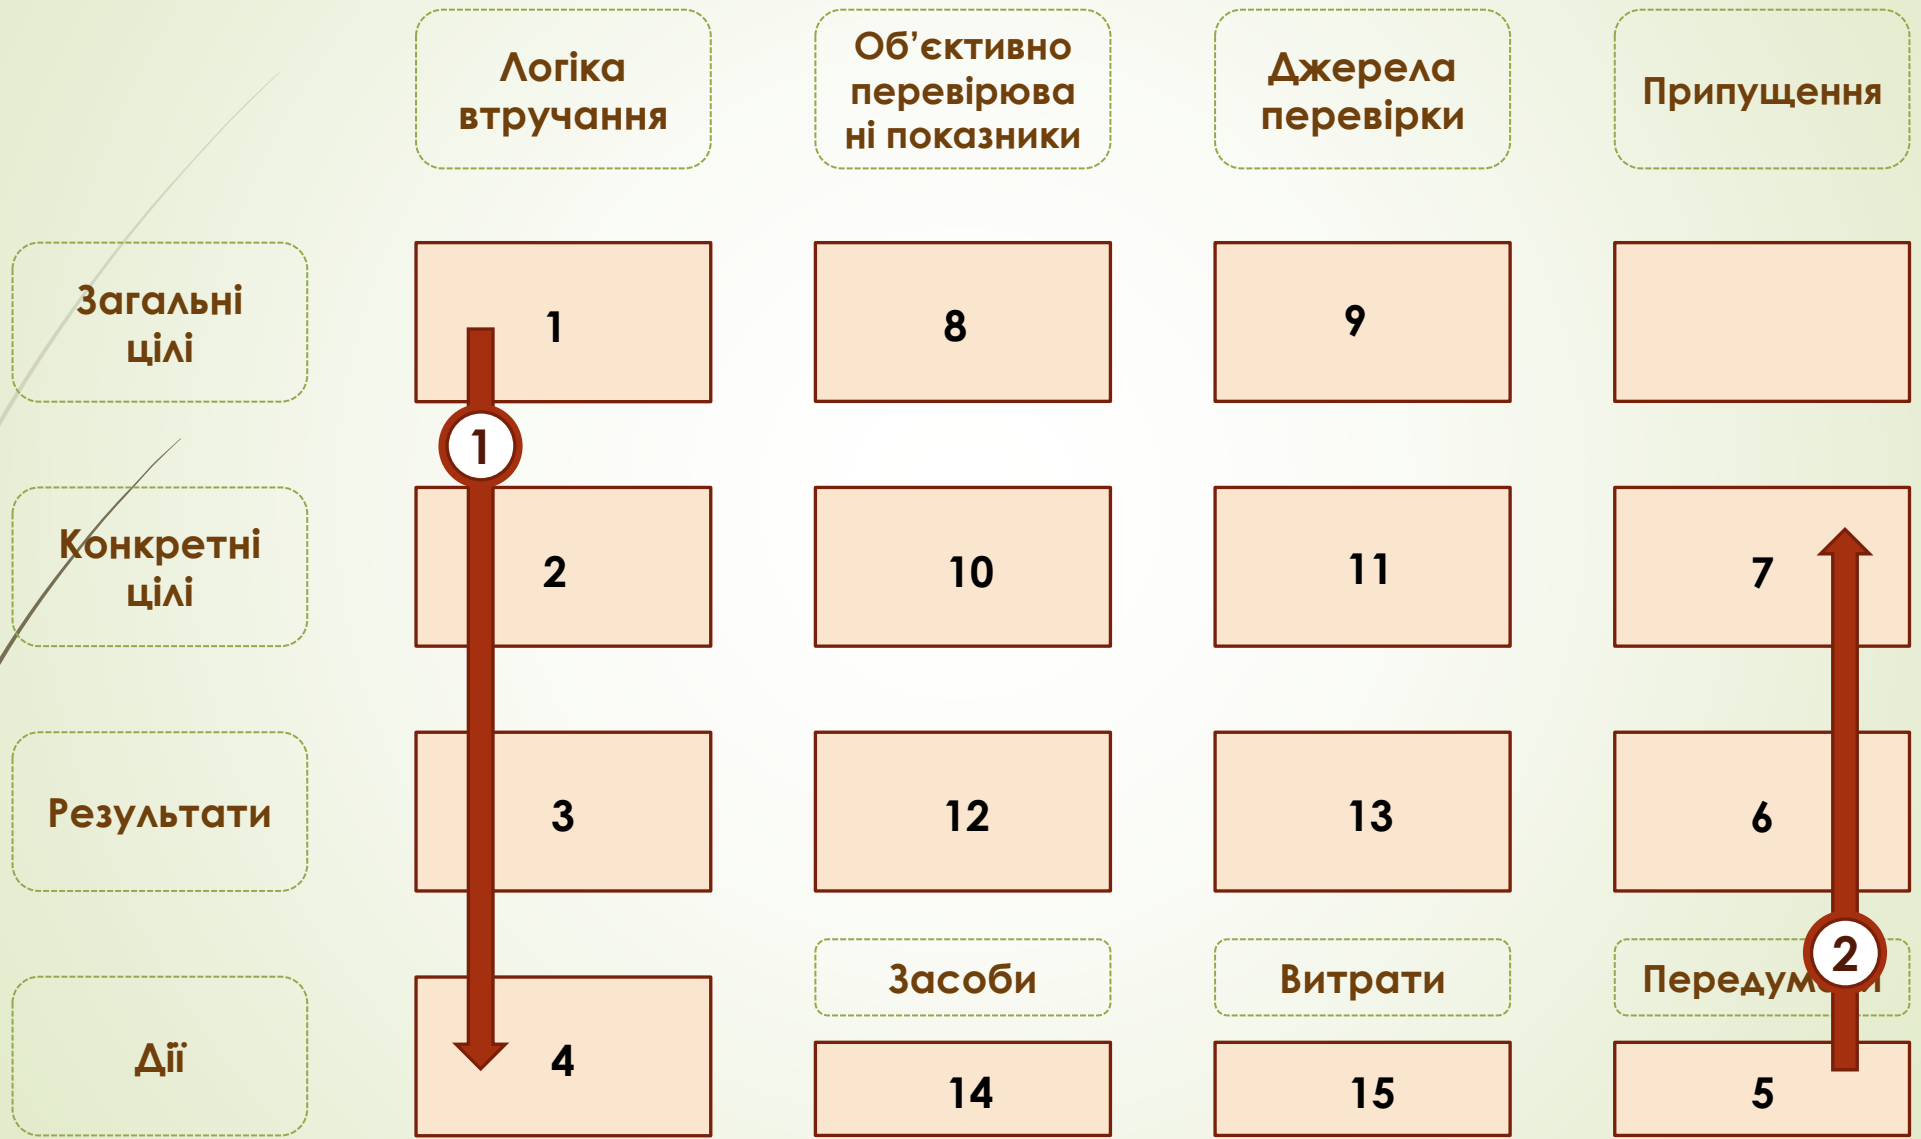 Логіка
втручання
Об’єктивно
перевірюва
ні показники
Джерела
перевірки
Припущення
Загальні
цілі
1
8
9
1
Конкретні
цілі
2
10
11
7
Результати
3
12
13
6
Засоби
Витрати
2
Дії
4
14
15
5